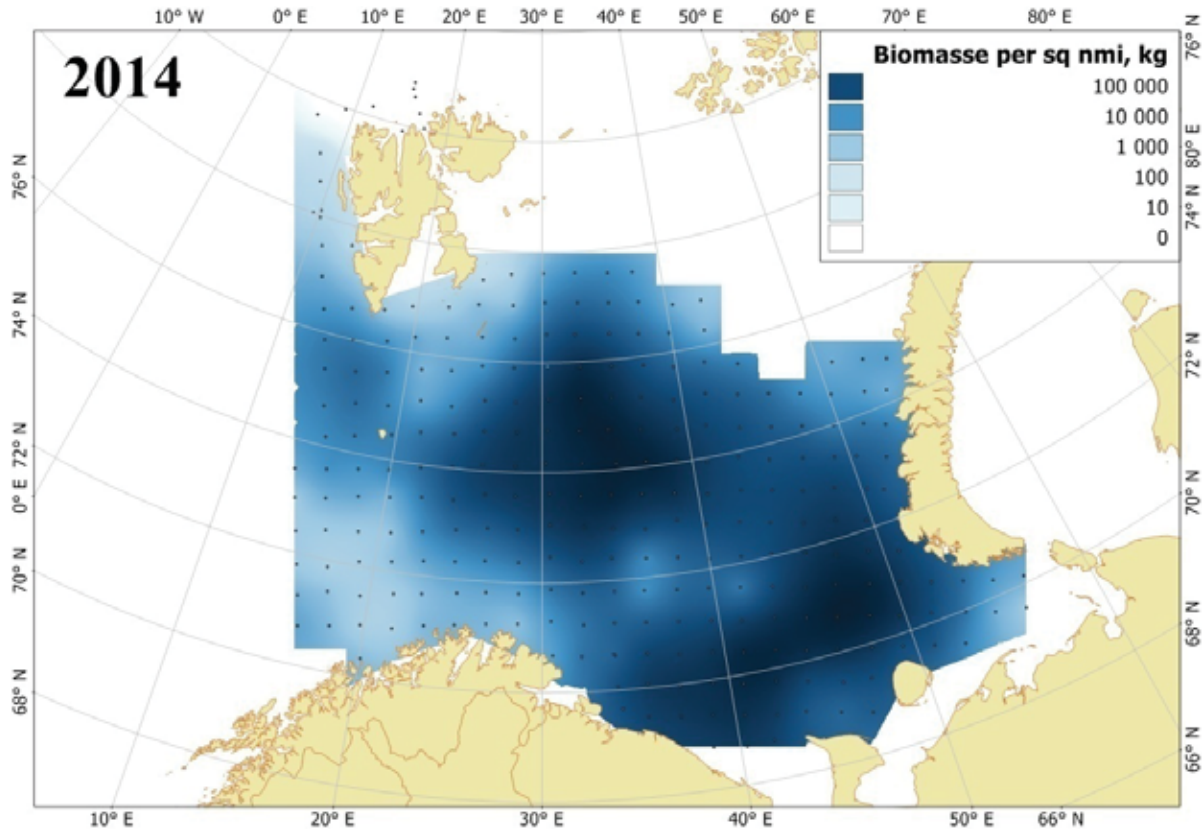 10° W 0° E 10° E 20° E 30° E 40° E 50° E 60° E 70° E 80° E
2014
Biomasse per sq nmi, kg
100 000
10 000
1 000
100
10
0
76° N
74° N
72° N
0° E
70° N
68° N
76° N
80° E
74° N
72° N
70° N
68° N
66° N
10° E 20° E 30° E 40° E 50° E 66° N